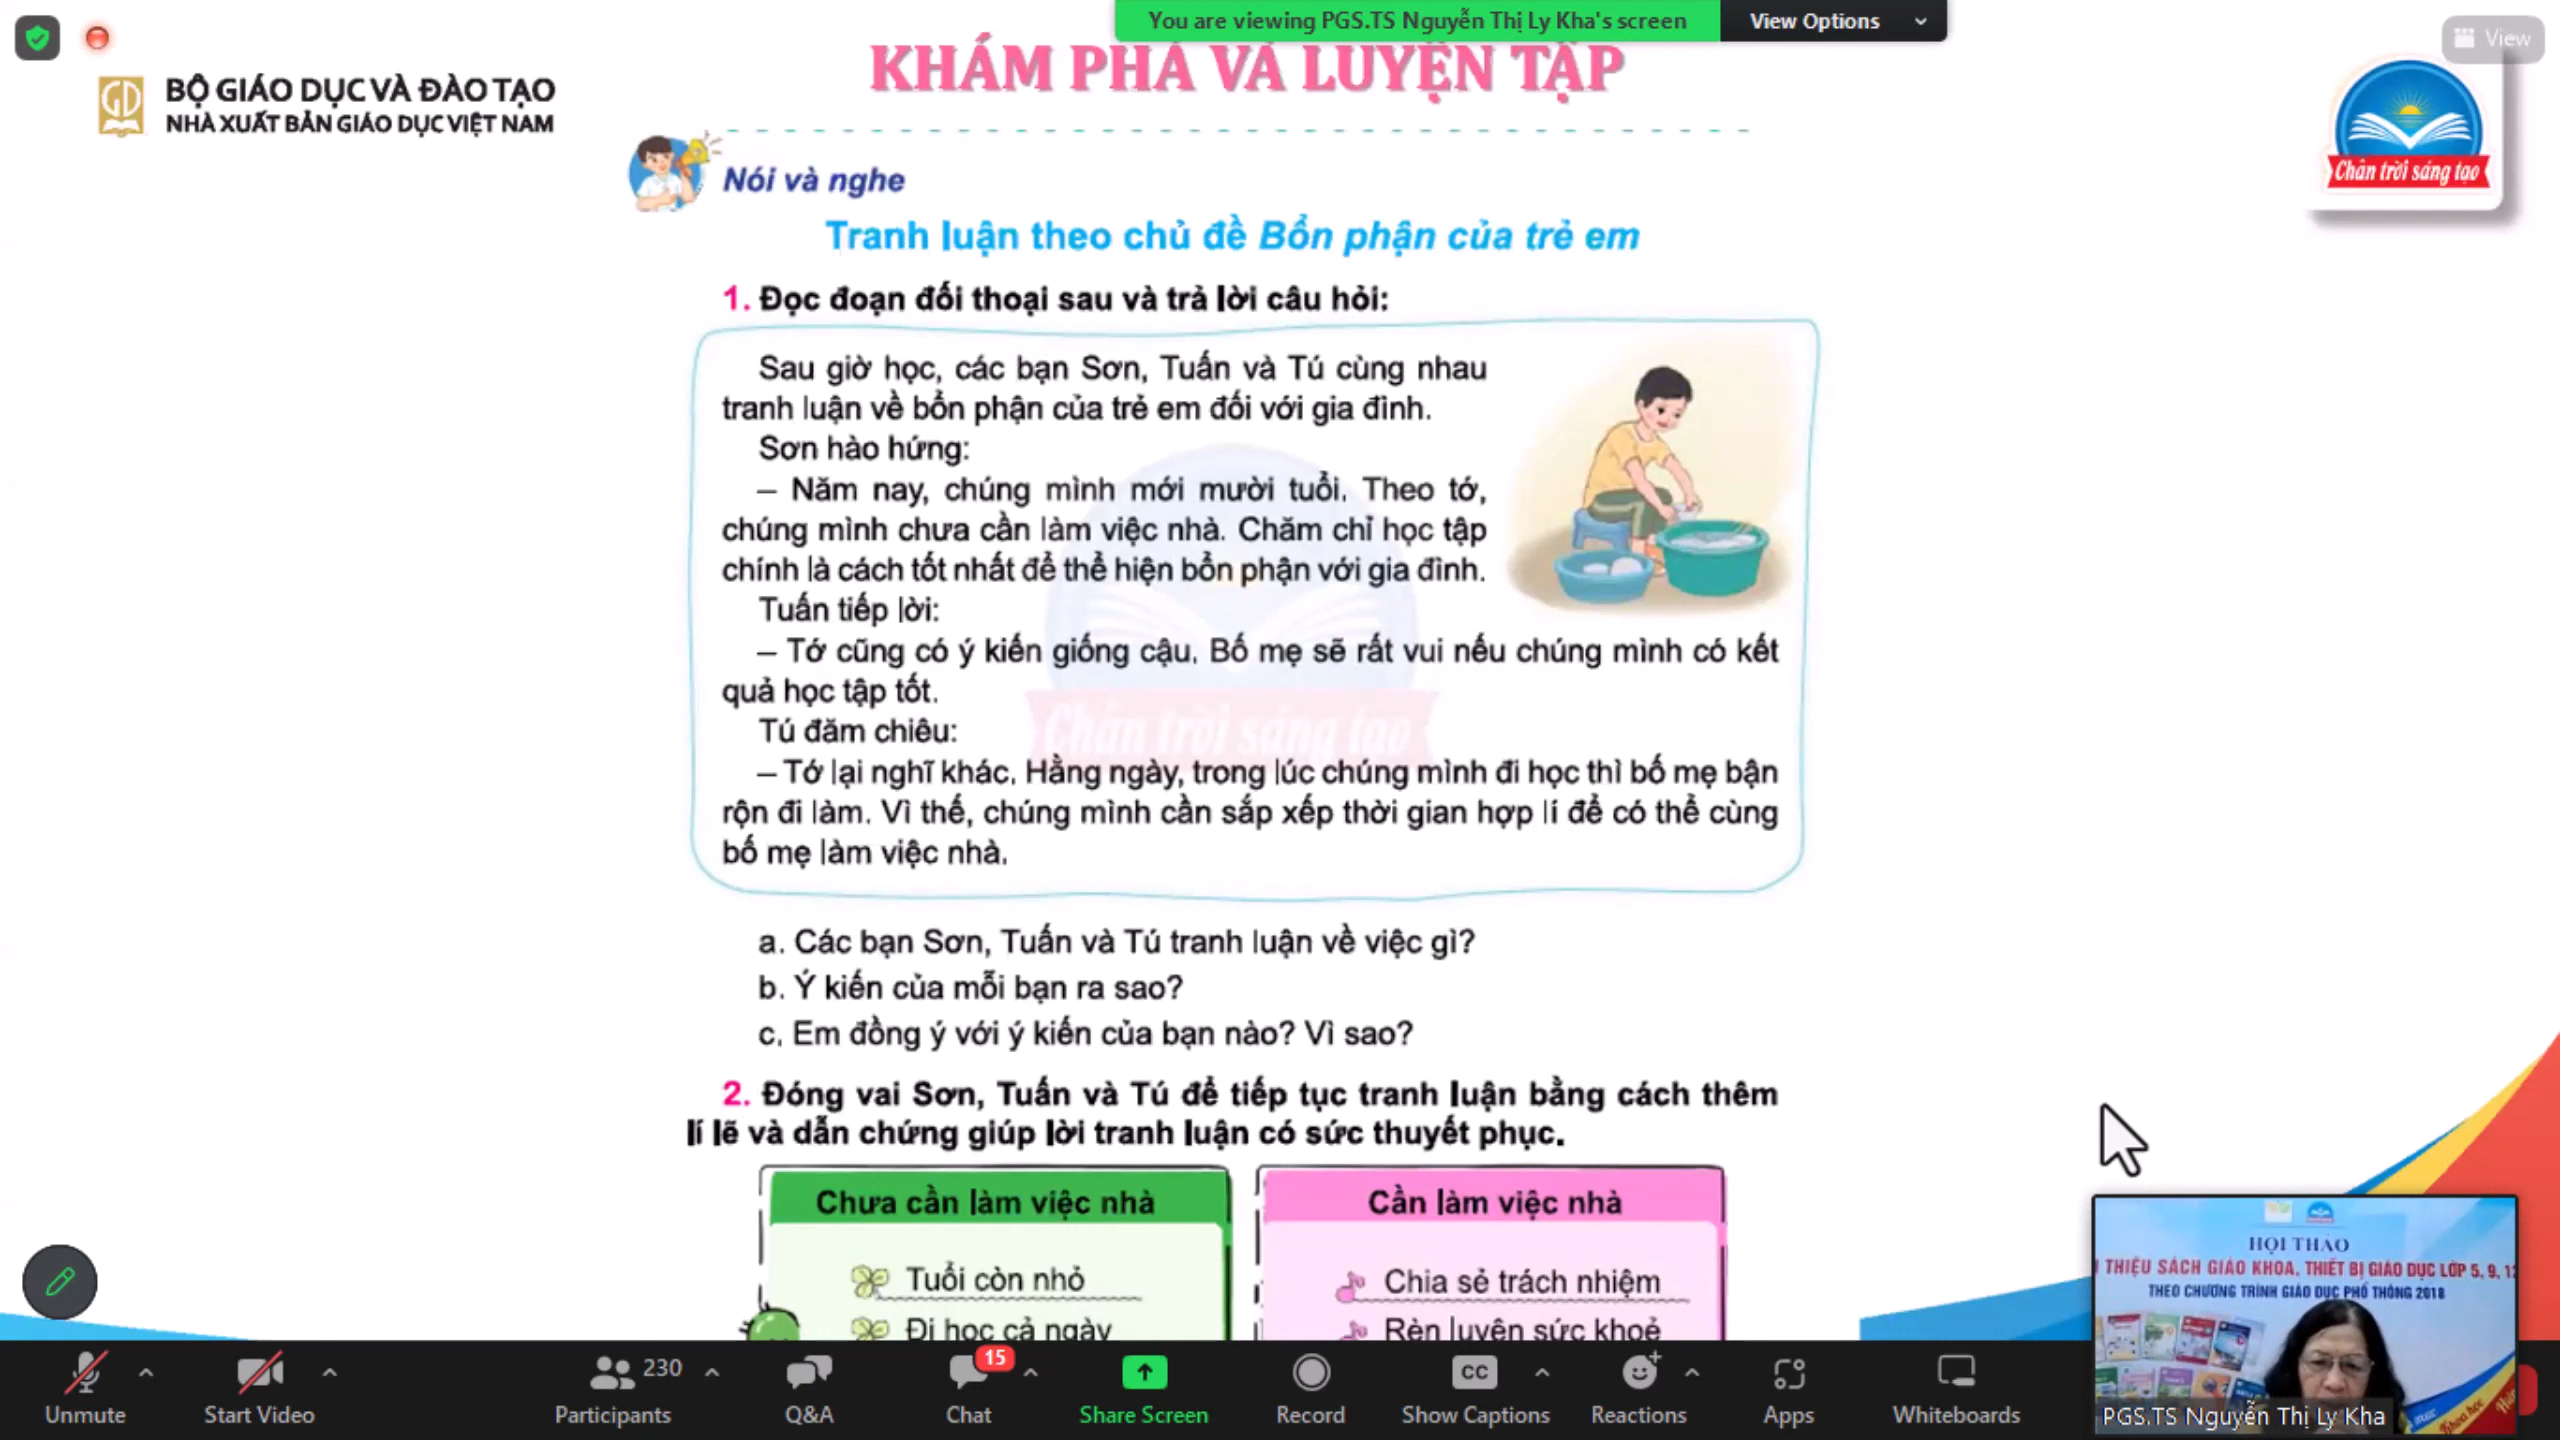 You are viewing PGS.TS Nguyễn Thị Ly Kha's screen
View Options
View
KHÁM PHÁ VÀ LUYỆN TẬP
BỘ GIÁO DỤC VÀ ĐÀO TẠO
NHÀ XUẤT BẢN GIÁO DỤC VIỆT NAM
Chân trời sáng tạo
Nói và nghe
Tranh luận theo chủ đề Bổn phận của trẻ em
1. Đọc đoạn đối thoại sau và trả lời câu hỏi:
Sau giờ học, các bạn Sơn, Tuấn và Tú cùng nhau
tranh luận về bổn phận của trẻ em đối với gia đình.
Sơn hào hứng:
– Năm nay, chúng mình mới mười tuổi. Theo tớ,
chúng mình chưa cần làm việc nhà. Chăm chỉ học tập
chính là cách tốt nhất để thể hiện bổn phận với gia đình.
Tuấn tiếp lời:
– Tớ cũng có ý kiến giống cậu. Bố mẹ sẽ rất vui nếu chúng mình có kết
quả học tập tốt.
Tú đăm chiêu:
– Tớ lại nghĩ khác. Hằng ngày, trong lúc chúng mình đi học thì bố mẹ bận
rộn đi làm. Vì thế, chúng mình cần sắp xếp thời gian hợp lí để có thể cùng
bố mẹ làm việc nhà.
Chân trời sáng tạo
a. Các bạn Sơn, Tuấn và Tú tranh luận về việc gì?
b. Ý kiến của mỗi bạn ra sao?
c. Em đồng ý với ý kiến của bạn nào? Vì sao?
2. Đóng vai Sơn, Tuấn và Tú để tiếp tục tranh luận bằng cách thêm
lí lẽ và dẫn chứng giúp lời tranh luận có sức thuyết phục.
Chưa cần làm việc nhà
Tuổi còn nhỏ
Đi học cả ngày
Cần làm việc nhà
Chia sẻ trách nhiệm
Rèn luyện sức khoẻ
HỘI THẢO
THIỆU SÁCH GIÁO KHOA, THIẾT BỊ GIÁO DỤC LỚP 5, 9, 12
THEO CHƯƠNG TRÌNH GIÁO DỤC PHỔ THÔNG 2018
PGS.TS Nguyễn Thị Ly Kha
Unmute
Start Video
230
Participants
Q&A
15
Chat
Share Screen
Record
CC
Show Captions
Reactions
Apps
Whiteboards